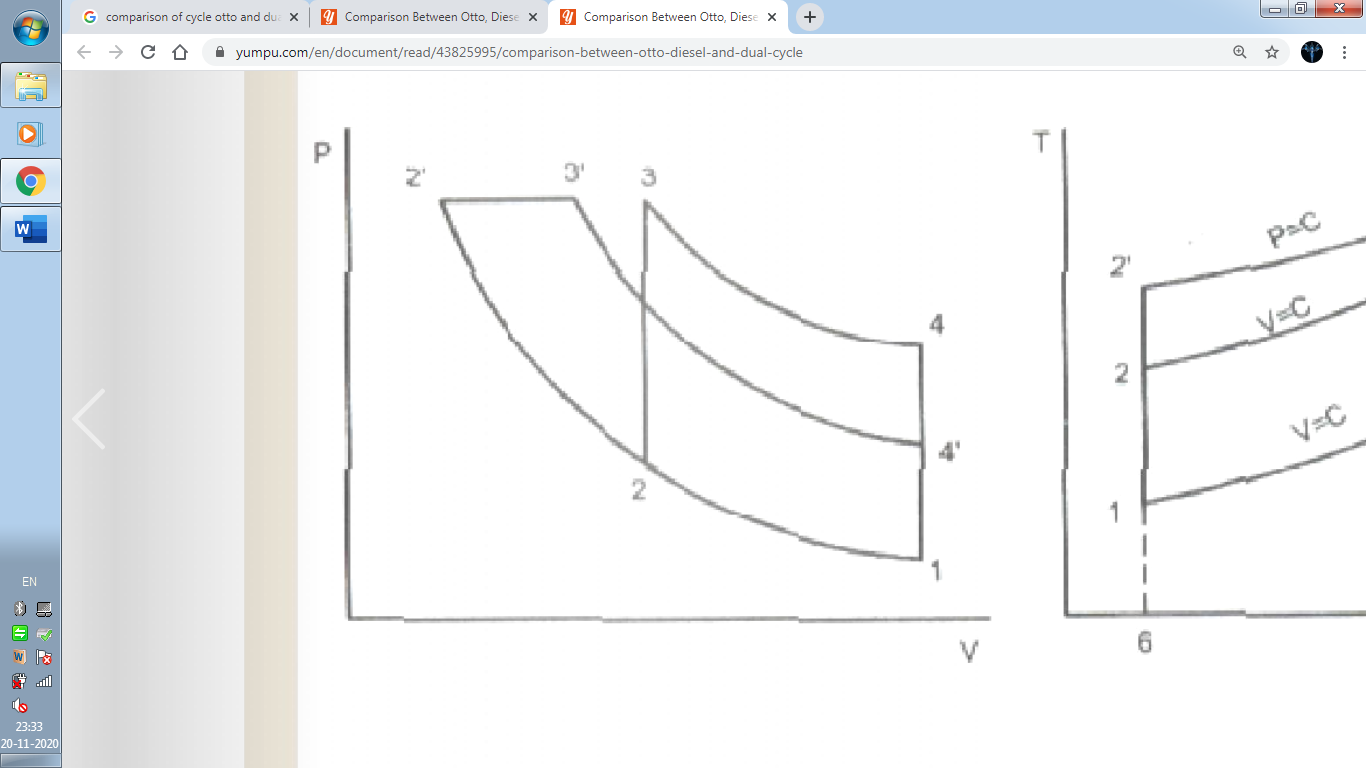 comparison of cycle otto and du
Comparison Between Otto, Diese
Comparison Between Otto, Diese
yumpu.com/en/document/read/43825995/comparison-between-otto-diesel-and-dual-cycle
P
2'
3'
3
4
4'
2
1
V
T
P=C
2'
V=C
2
V=C
1
6
EN
23:33
20-11-2020